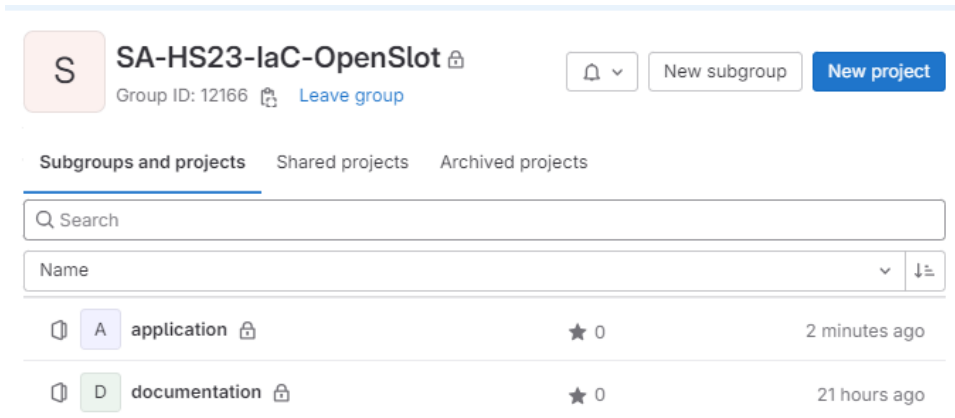 S
SA-HS23-IaC-OpenSlot
Group ID: 12166 Leave group
New subgroup
New project
Subgroups and projects Shared projects Archived projects
Search
Name
A application 0 2 minutes ago
D documentation 0 21 hours ago